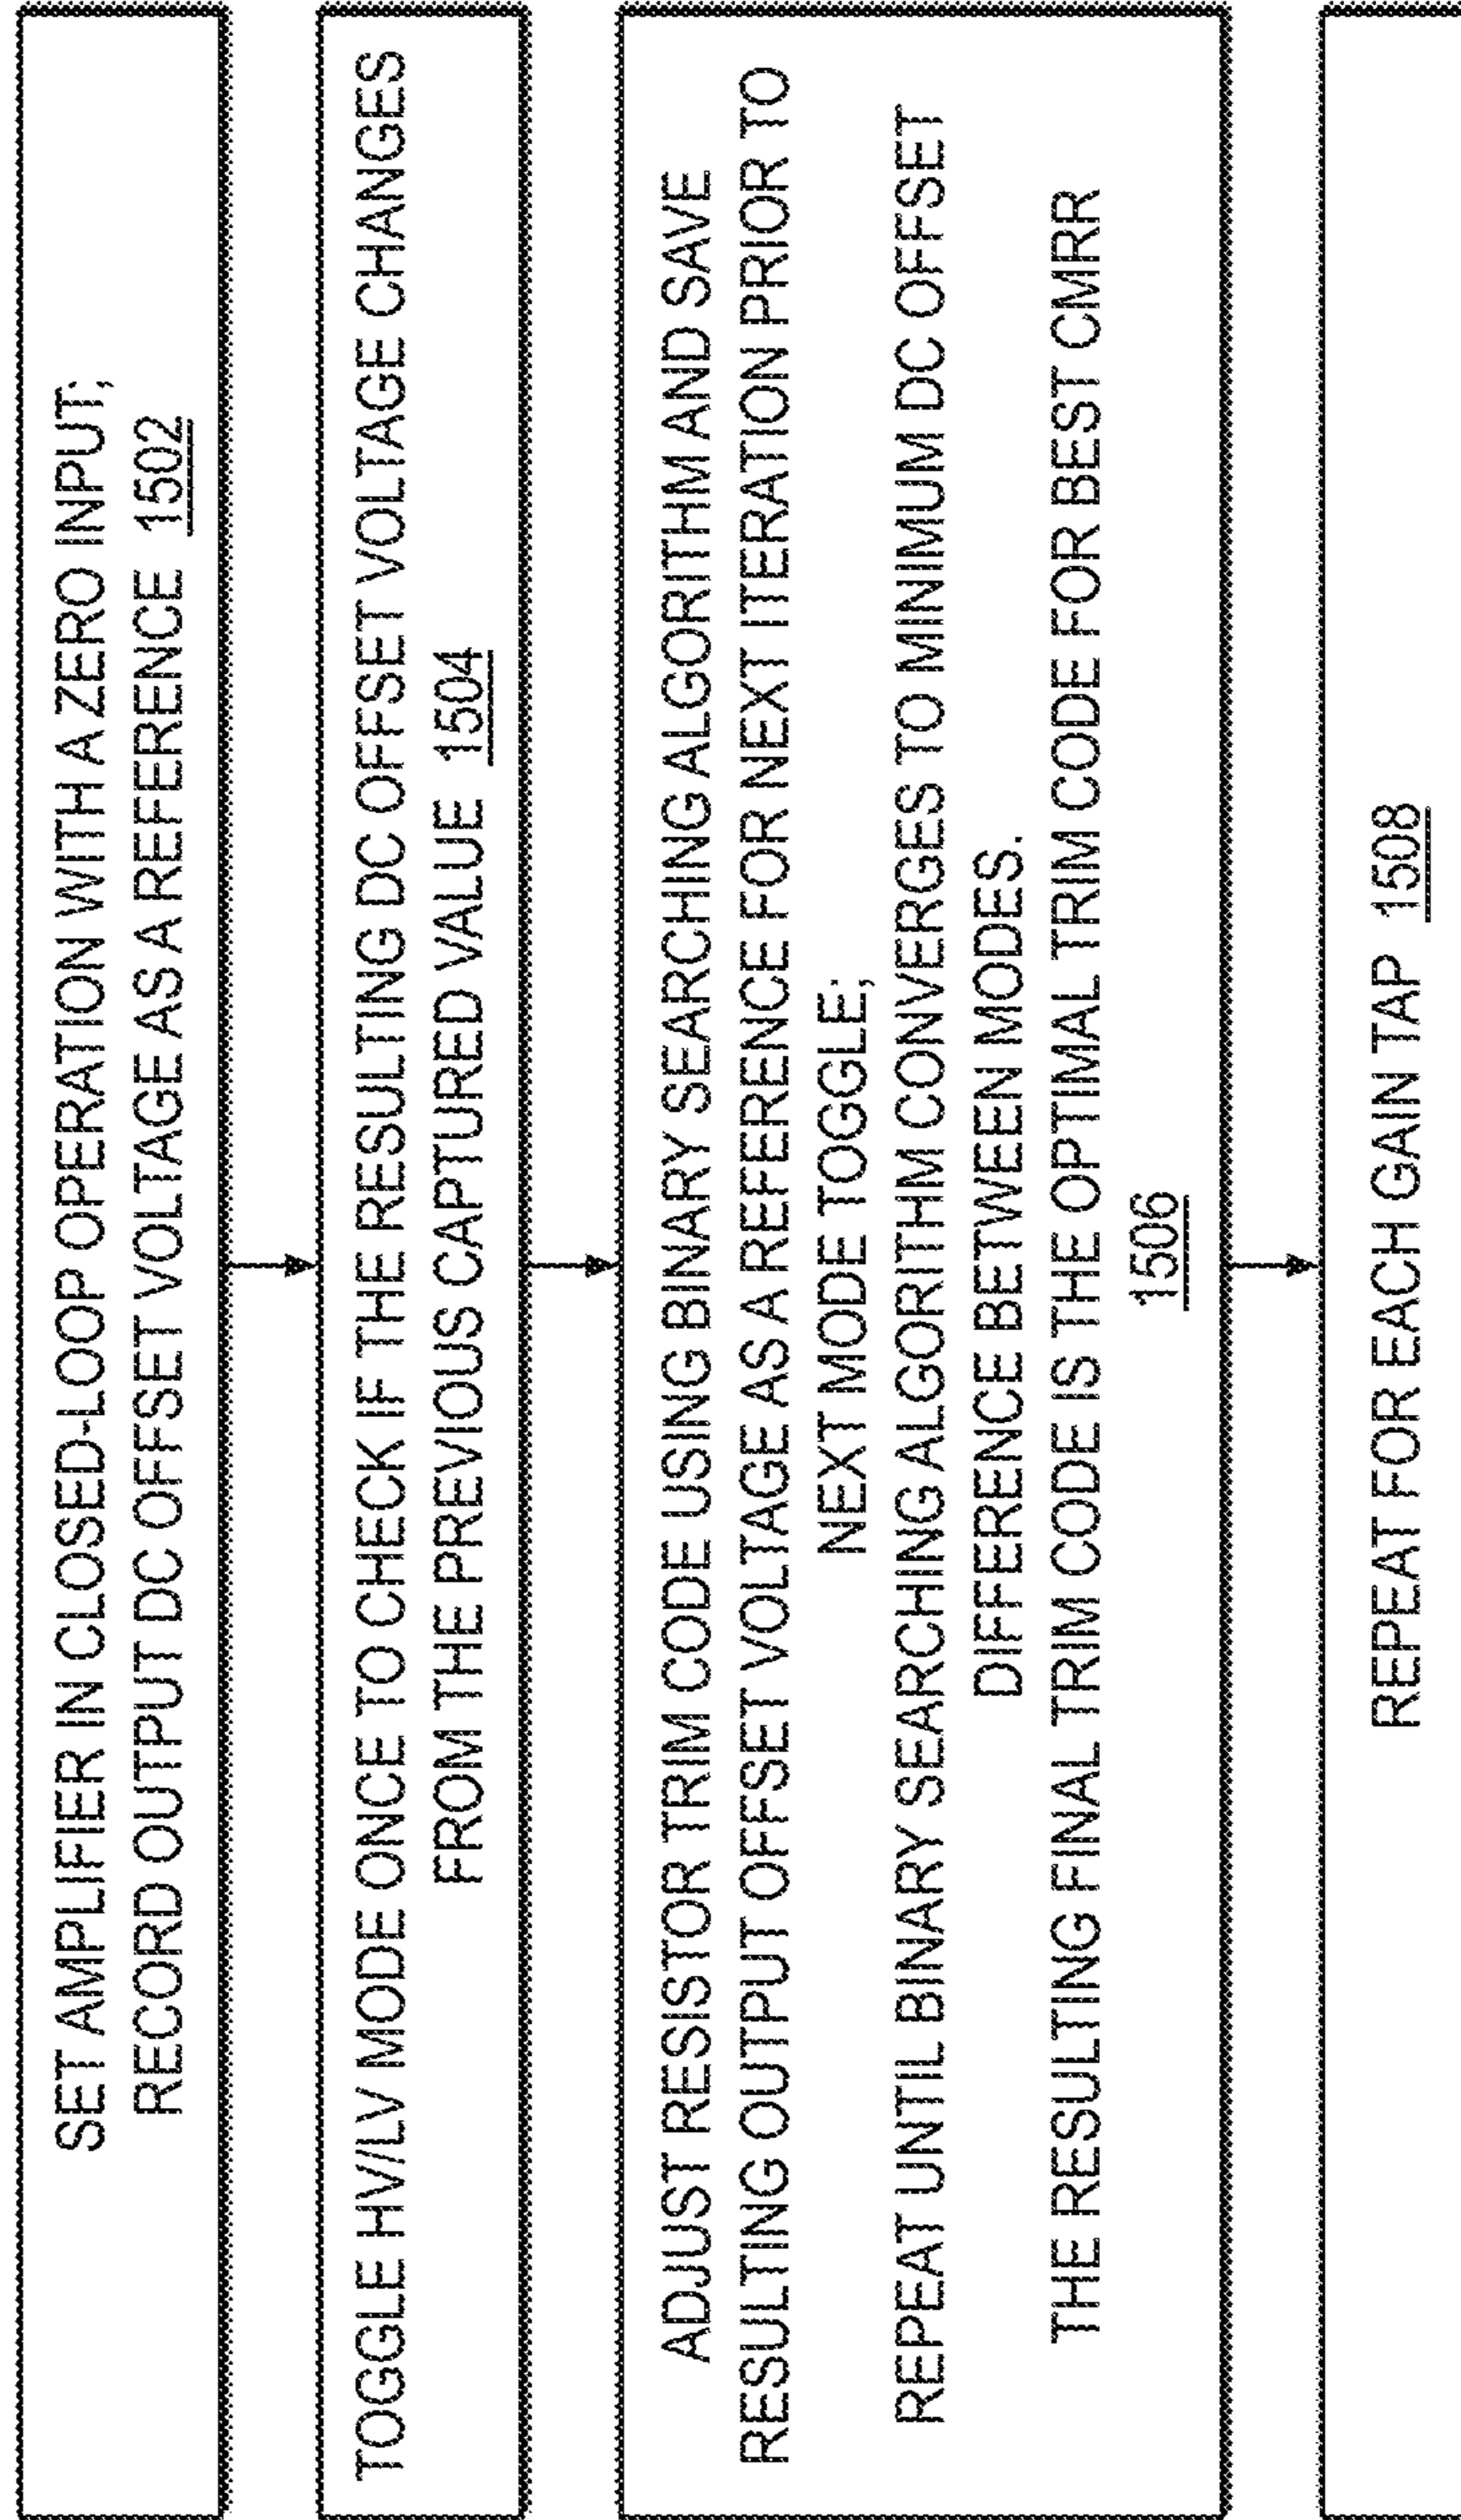 SET AMPLIFIER IN CLOSED-LOOP OPERATION WITH A ZERO INPUT;
RECORD OUTPUT DC OFFSET VOLTAGE AS A REFERENCE 1502
TOGGLE HV/LV MODE ONCE TO CHECK IF THE RESULTING DC OFFSET VOLTAGE CHANGES
FROM THE PREVIOUS CAPTURED VALUE 1504
ADJUST RESISTOR TRIM CODE USING BINARY SEARCHING ALGORITHM AND SAVE
RESULTING OUTPUT OFFSET VOLTAGE AS A REFERENCE FOR NEXT ITERATION PRIOR TO
NEXT MODE TOGGLE;
REPEAT UNTIL BINARY SEARCHING ALGORITHM CONVERGES TO MINIMUM DC OFFSET
DIFFERENCE BETWEEN MODES.
THE RESULTING FINAL TRIM CODE IS THE OPTIMAL TRIM CODE FOR BEST CMRR
1506
REPEAT FOR EACH GAIN TAP 1508